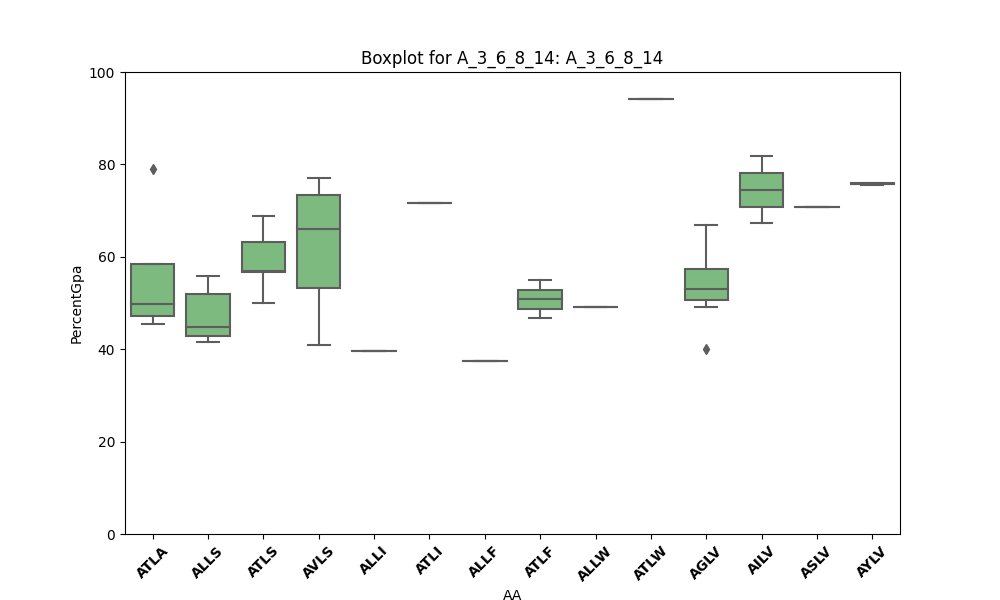 Boxplot for A_3_6_8_14: A_3_6_8_14
100
80
60
40
20
0
PercentGpa
ATLA ALLS ATLS AVLS ALLI ATLI ALLF ATLF ALLW ATLW AGLV AILV ASLV AYLV
AA